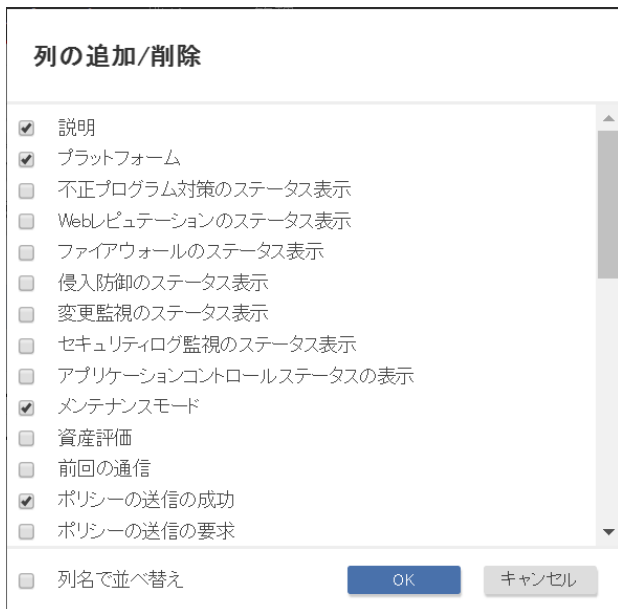 列の追加/削除
説明
プラットフォーム
不正プログラム対策のステータス表示
Webレピュテーションのステータス表示
ファイアウォールのステータス表示
侵入防御のステータス表示
変更監視のステータス表示
セキュリティログ監視のステータス表示
アプリケーションコントロールステータスの表示
メンテナンスモード
資産評価
前回の通信
ポリシーの送信の成功
ポリシーの送信の要求
列名で並べ替え OK キャンセル